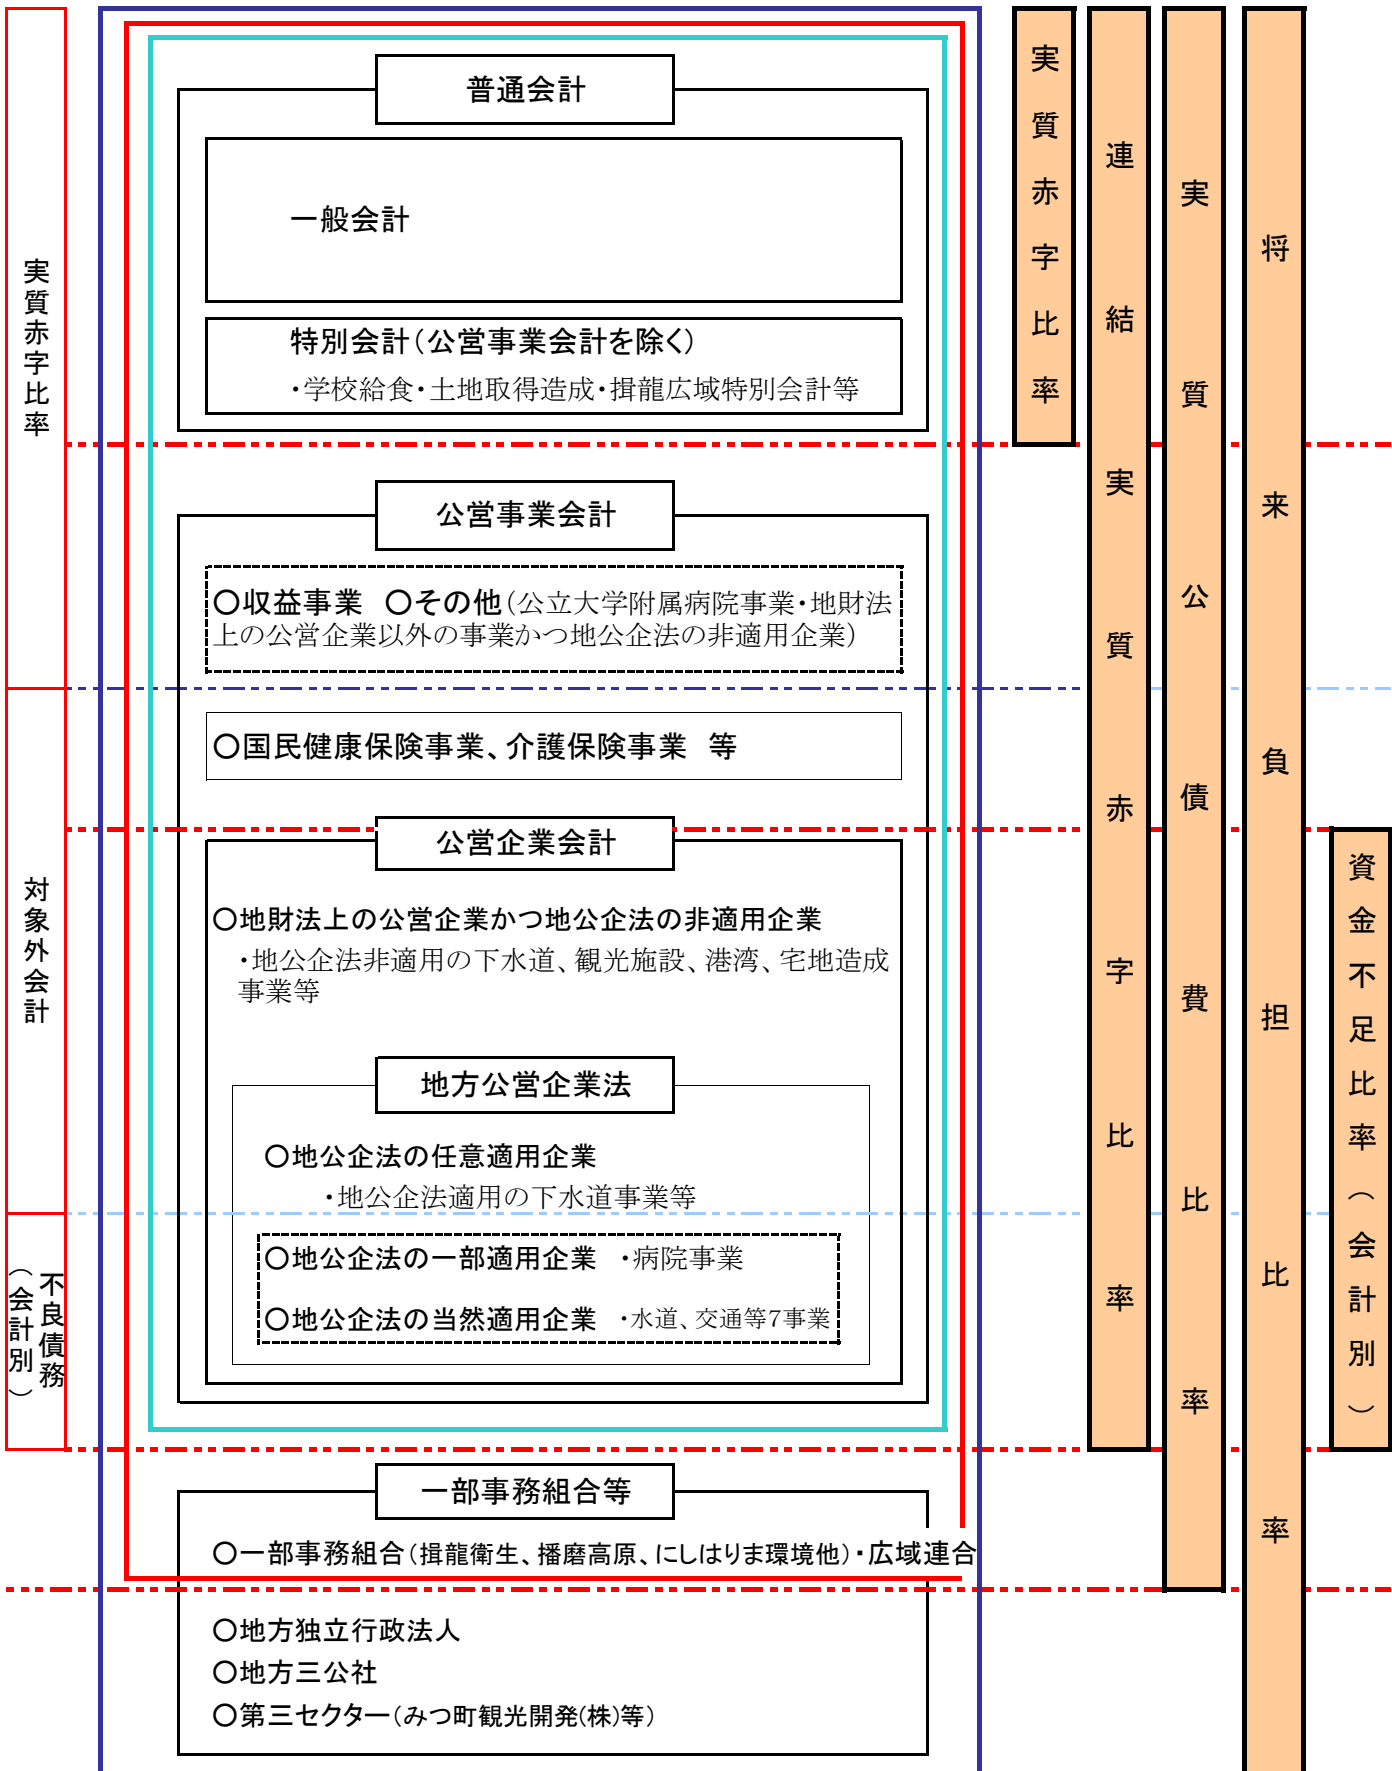 普通会計
一般会計
特別会計（公営事業会計を除く）
・学校給食・土地取得造成・揖龍広域特別会計等
公営事業会計
〇収益事業　〇その他（公立大学附属病院事業・地財法
上の公営企業以外の事業かつ地公企法の非適用企業）
〇国民健康保険事業、介護保険事業　等
公営企業会計
〇地財法上の公営企業かつ地公企法の非適用企業
・地公企法非適用の下水道、観光施設、港湾、宅地造成
事業等
地方公営企業法
〇地公企法の任意適用企業
・地公企法適用の下水道事業等
〇地公企法の一部適用企業　・病院事業
〇地公企法の当然適用企業　・水道、交通等7事業
一部事務組合等
〇一部事務組合（揖龍衛生、播磨高原、にしはりま環境他）・広域連合
〇地方独立行政法人
〇地方三公社
〇第三セクター（みつ町観光開発(株)等）
実質赤字比率
対象外会計
不良債務
（会計別）
実質赤字比率
連結実質赤字比率
実質公債費比率
将来負担比率
資金不足比率（会計別）